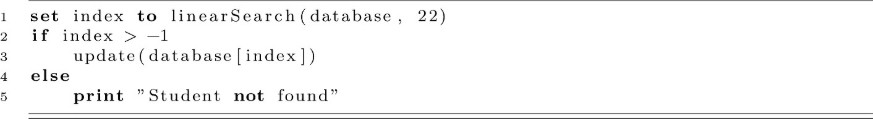 1 set index to linearSearch(database, 22)
2 if index > −1
3 update(database[index])
4 else
5 print "Student not found"